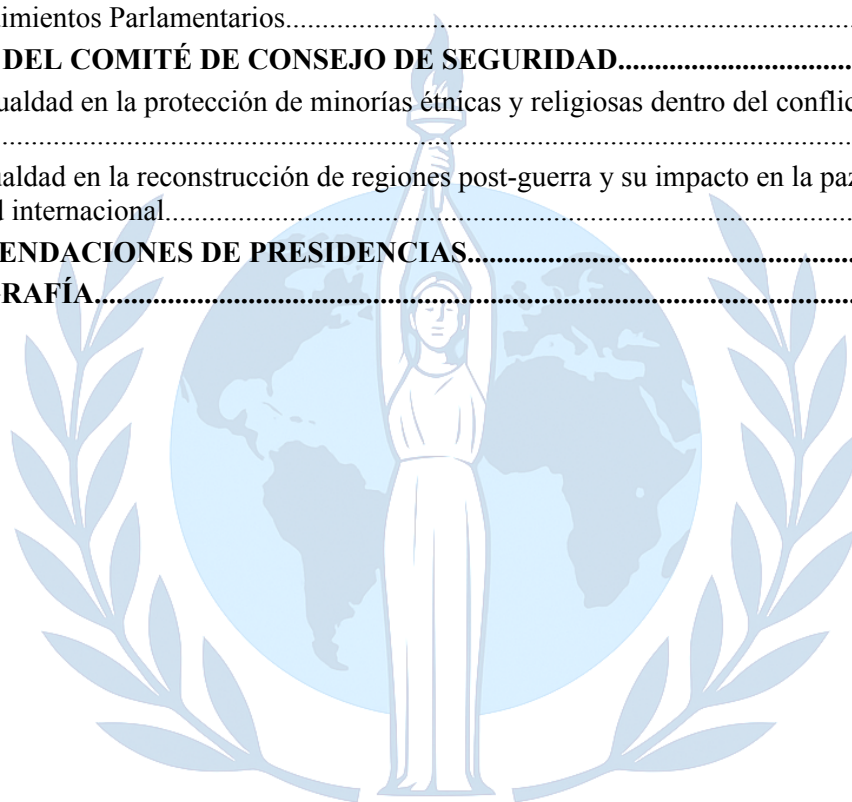 imientos Parlamentarios.......................................................................................
DEL COMITÉ DE CONSEJO DE SEGURIDAD..................................
ualdad en la protección de minorías étnicas y religiosas dentro del conflic
...................................................................................................................................
ualdad en la reconstrucción de regiones post-guerra y su impacto en la paz
d internacional.....................................................................................................
ENDACIONES DE PRESIDENCIAS.......................................................
RAFÍA.................................................................................................................